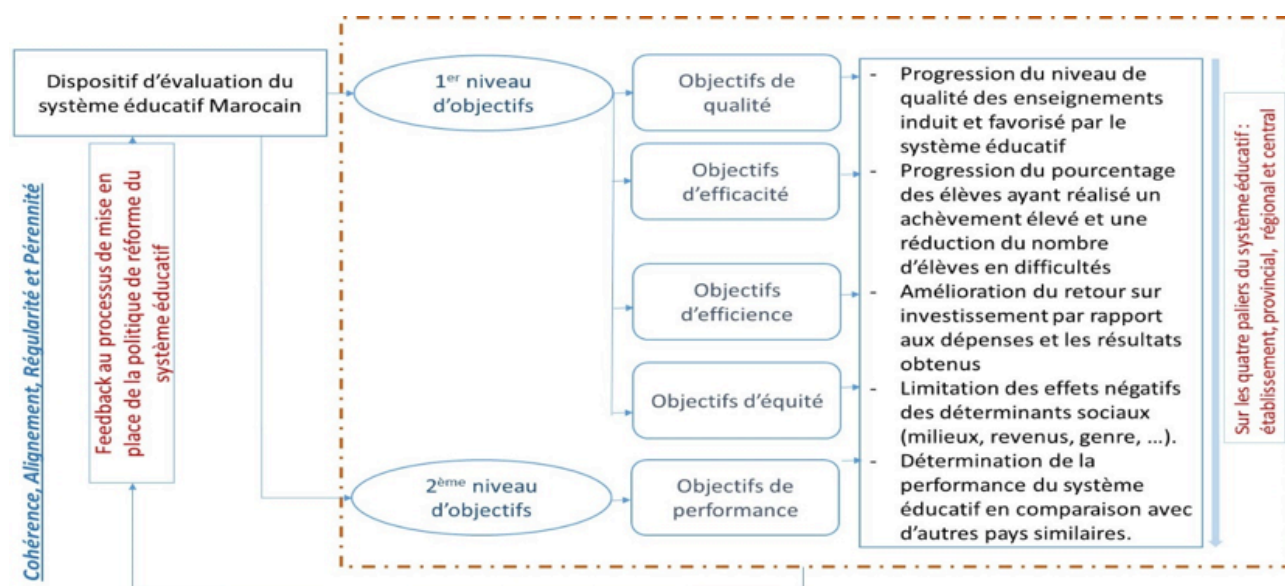 Dispositif d'évaluation du
système éducatif Marocain
Cohérence, Alignement, Régularité et Pérennité
Feedback au processus de mise en
place de la politique de réforme du
système éducatif
1er niveau
d'objectifs
2ème niveau
d'objectifs
Objectifs de
qualité
Objectifs
d'efficacité
Objectifs
d'efficience
Objectifs d'équité
Objectifs de
performance
- Progression du niveau de
qualité des enseignements
induit et favorisé par le
système éducatif
- Progression du pourcentage
des élèves ayant réalisé un
achèvement élevé et une
réduction du nombre
d'élèves en difficultés
- Amélioration du retour sur
investissement par rapport
aux dépenses et les résultats
obtenus
- Limitation des effets négatifs
des déterminants sociaux
(milieux, revenus, genre, ...).
- Détermination de la
performance du système
éducatif en comparaison avec
d'autres pays similaires.
Sur les quatre paliers du système éducatif :
établissement, provincial, régional et central